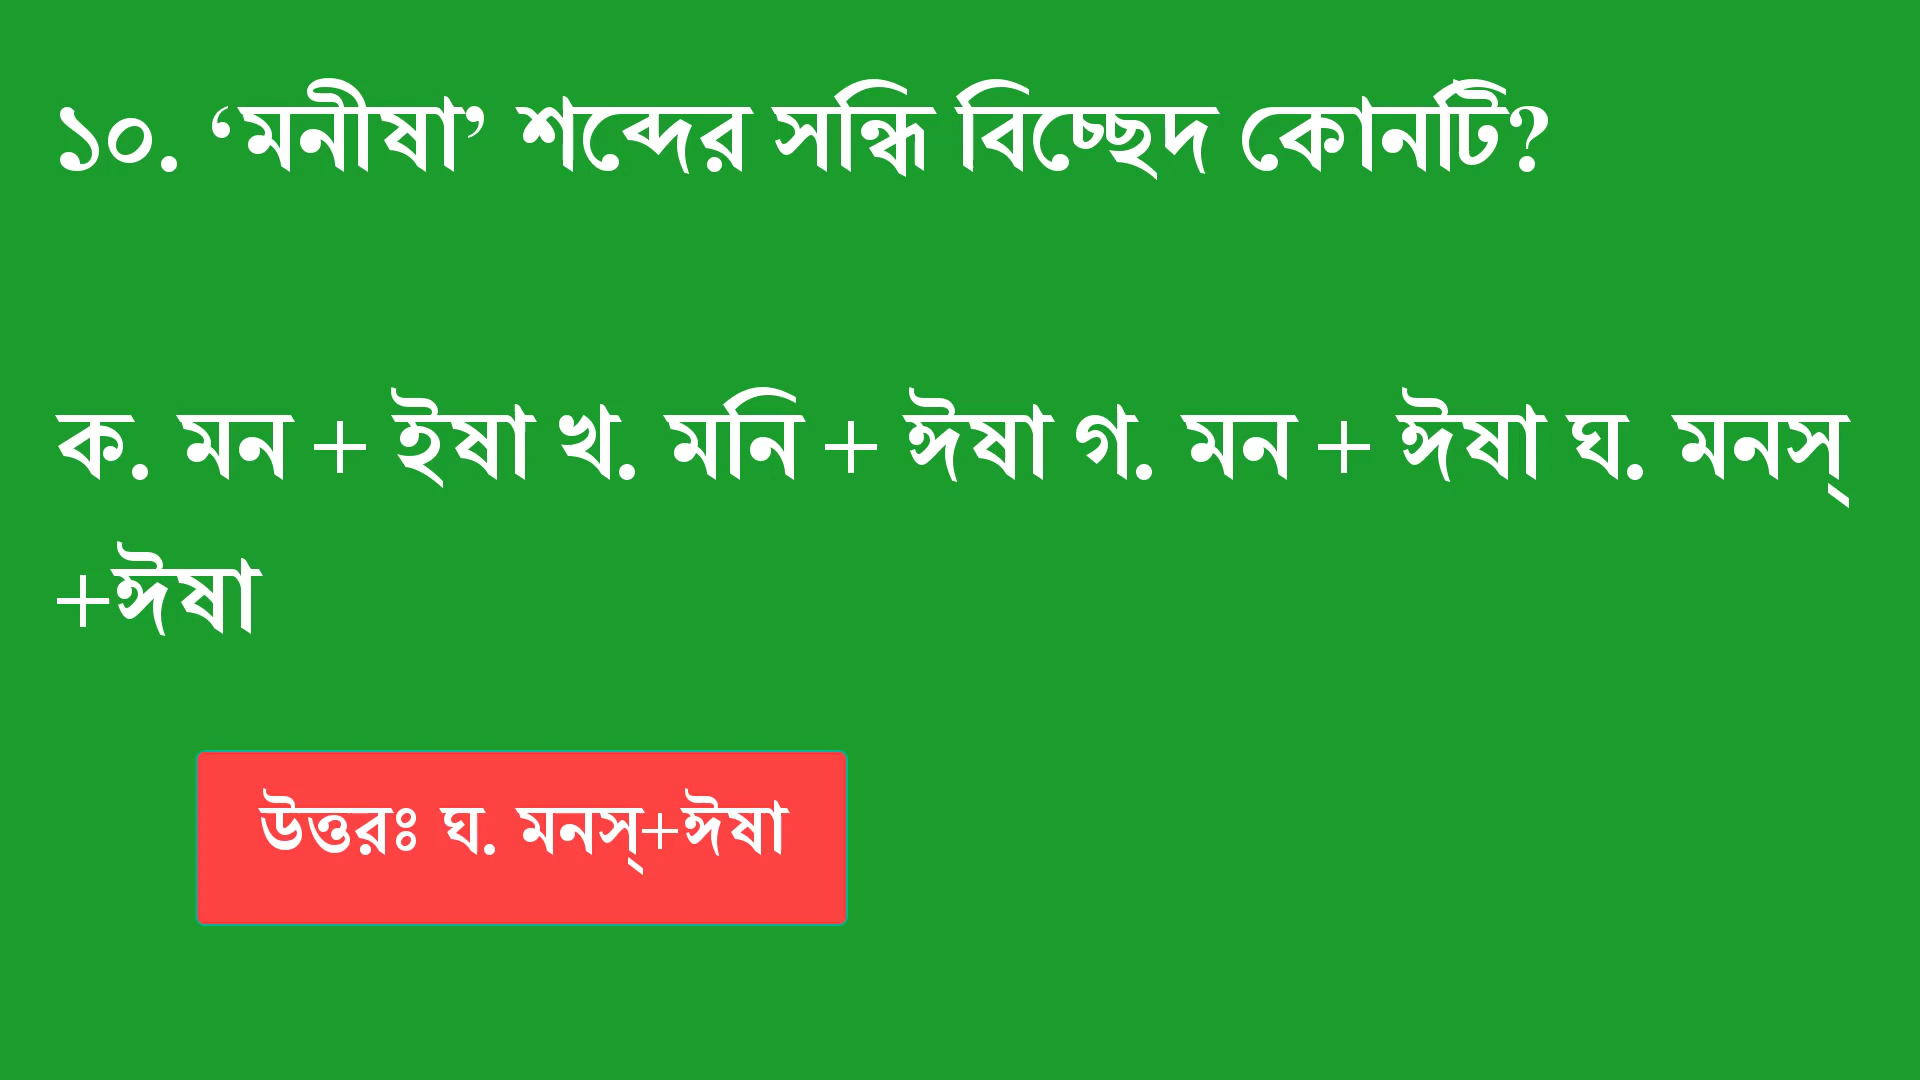 ১০. ‘মনীষা’ শব্দের সন্ধি বিচ্ছেদ কোনটি?
ক. মন + ইষা খ. মনি + ঈষা গ. মন + ঈষা ঘ. মনস্
+ঈষা
উত্তরঃ ঘ. মনস্+ঈষা